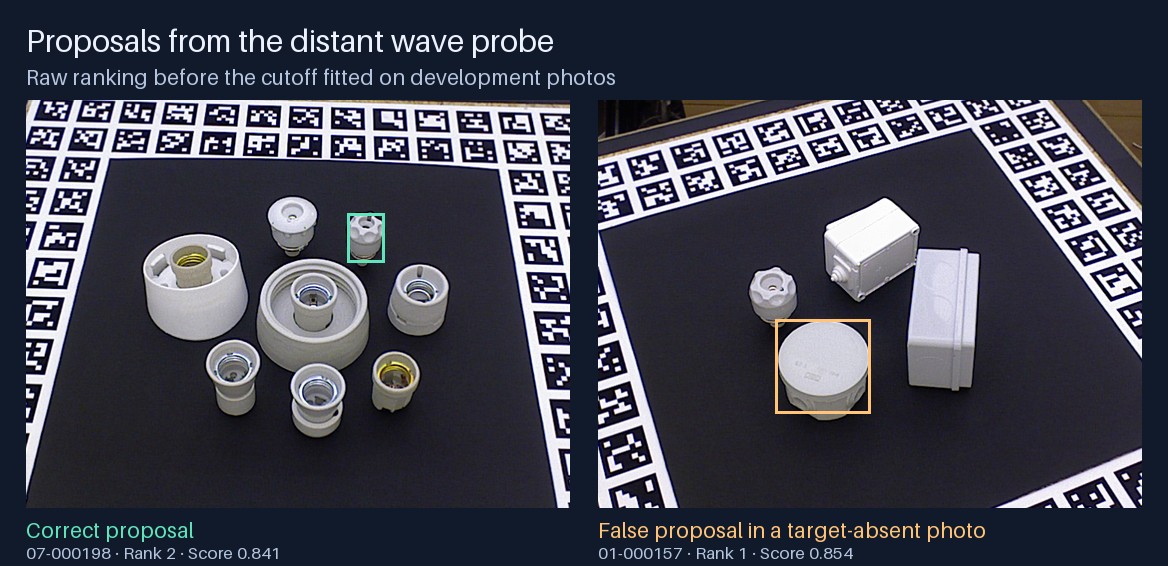 Proposals from the distant wave probe
Raw ranking before the cutoff fitted on development photos
Correct proposal
07-000198 · Rank 2 · Score 0.841
False proposal in a target-absent photo
01-000157 · Rank 1 · Score 0.854